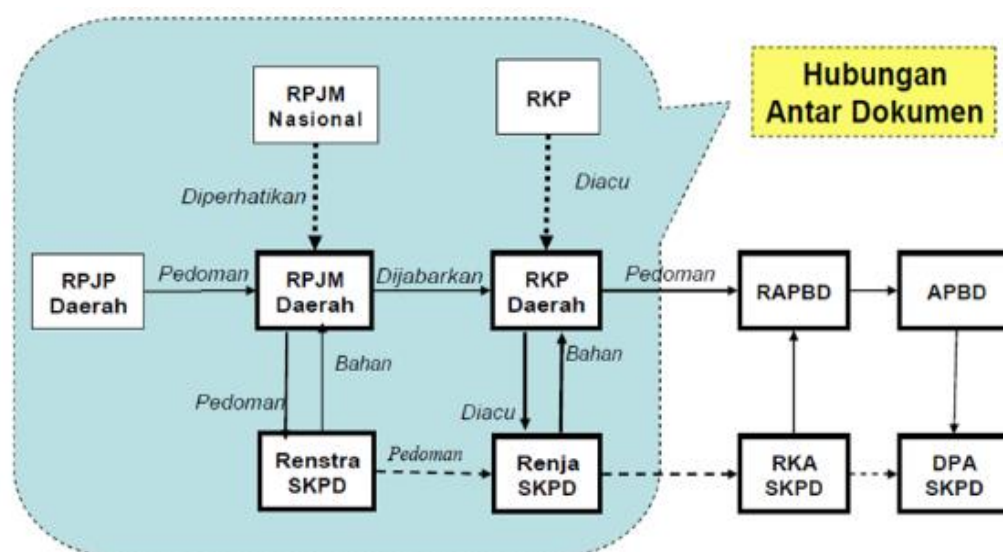 RPJM
Nasional
RKP
Hubungan
Antar Dokumen
Diperhatikan
Diacu
RPJP
Daerah
Pedoman
RPJM
Daerah
Dijabarkan
RKP
Daerah
Pedoman
RAPBD
APBD
Pedoman
Bahan
Diacu
Bahan
Renstra
SKPD
Pedoman
Renja
SKPD
RKA
SKPD
DPA
SKPD